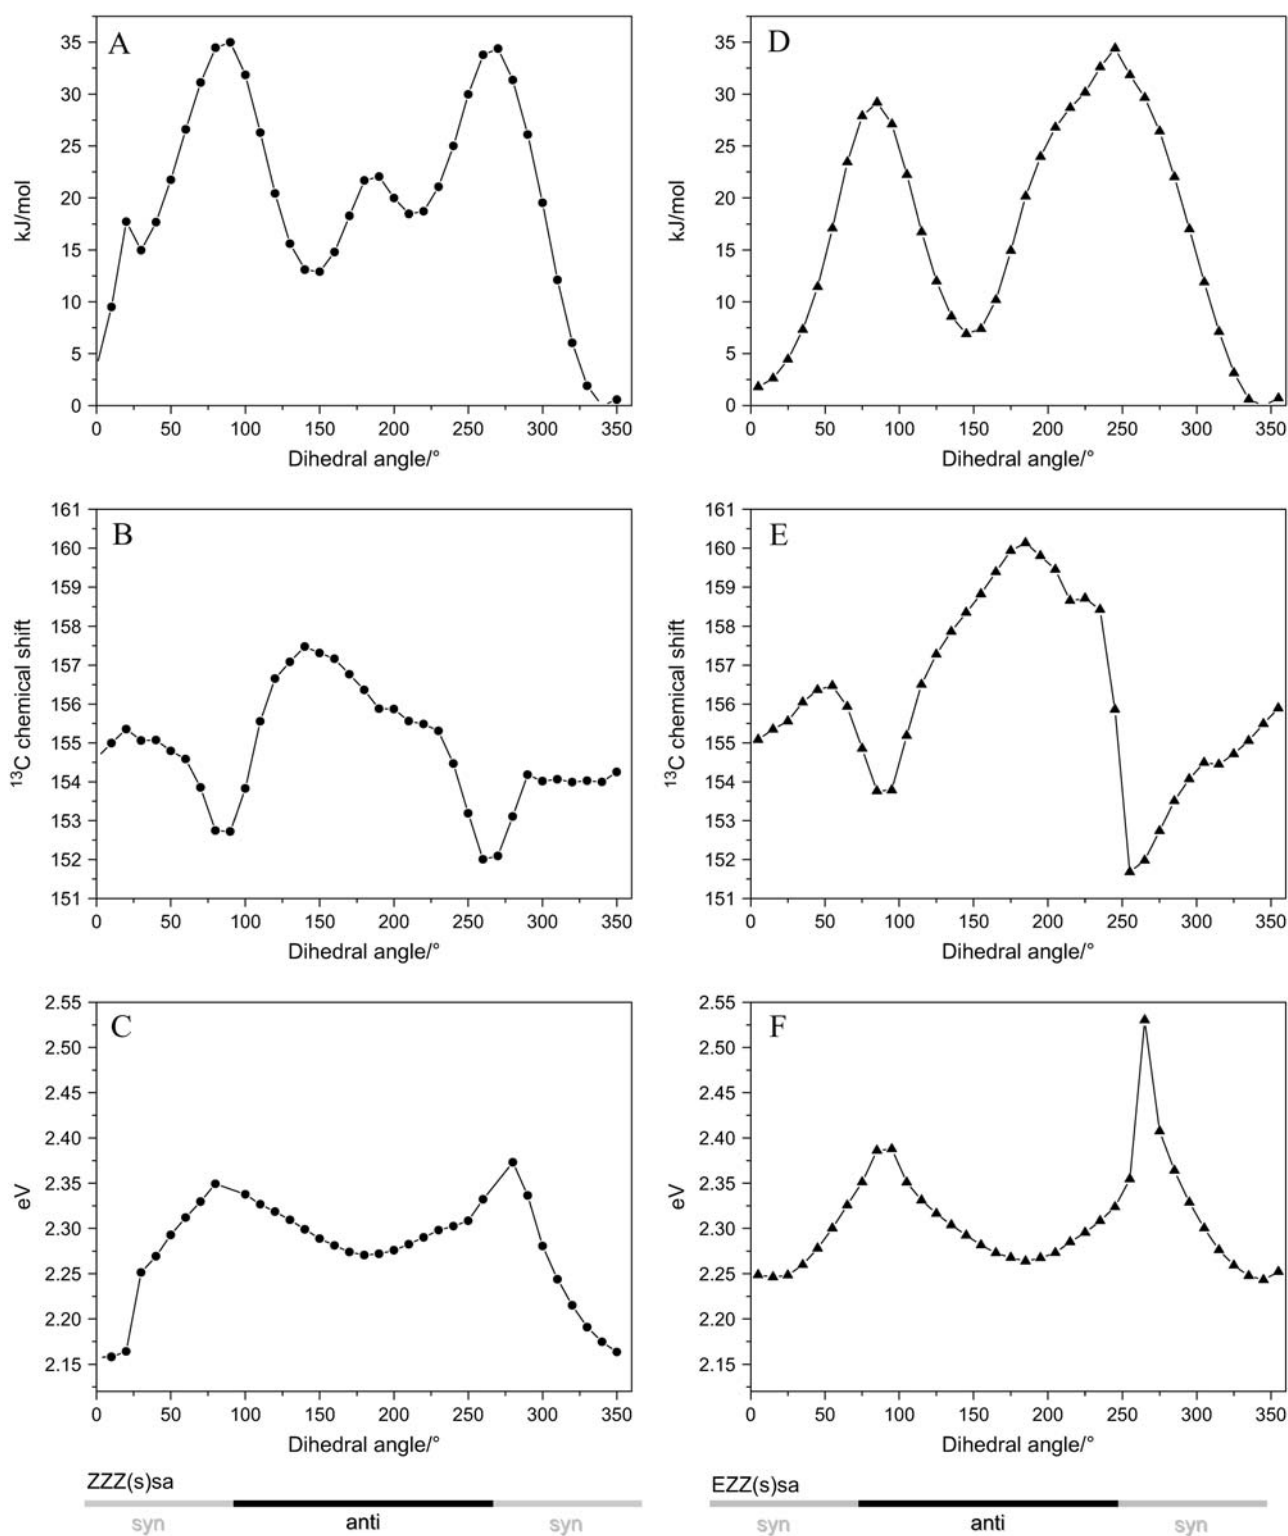 A
35
30
25
20
15
10
5
0
kJ/mol
0 50 100 150 200 250 300 350
Dihedral angle/°
D
35
30
25
20
15
10
5
0
kJ/mol
0 50 100 150 200 250 300 350
Dihedral angle/°
B
161
160
159
158
157
156
155
154
153
152
151
¹³C chemical shift
0 50 100 150 200 250 300 350
Dihedral angle/°
E
161
160
159
158
157
156
155
154
153
152
151
¹³C chemical shift
0 50 100 150 200 250 300 350
Dihedral angle/°
C
2.55
2.50
2.45
2.40
2.35
2.30
2.25
2.20
2.15
eV
0 50 100 150 200 250 300 350
Dihedral angle/°
F
2.55
2.50
2.45
2.40
2.35
2.30
2.25
2.20
2.15
eV
0 50 100 150 200 250 300 350
Dihedral angle/°
ZZZ(s)sa
syn anti syn
EZZ(s)sa
syn anti syn